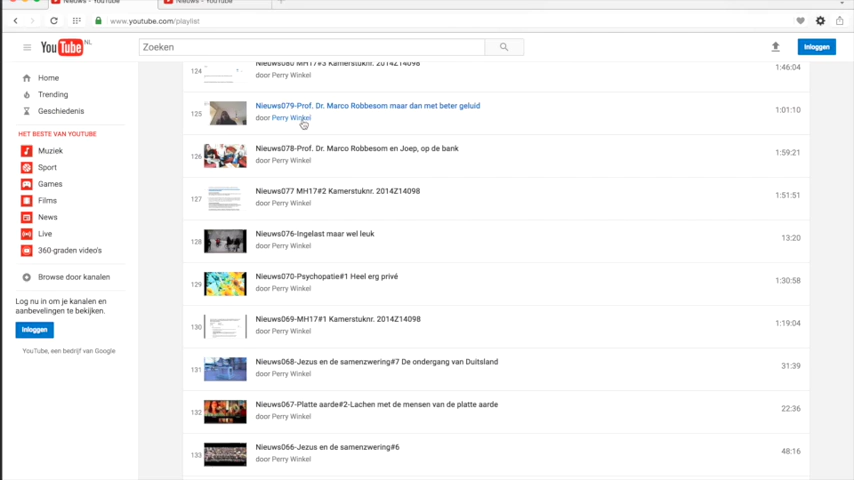 Nieuws - YouTube
Nieuws - YouTube
www.youtube.com/playlist
YouTube NL
Zoeken
Inloggen
Home
Trending
Geschiedenis
HET BESTE VAN YOUTUBE
Muziek
Sport
Games
Films
News
Live
360-graden video's
Browse door kanalen
Log nu in om je kanalen en
aanbevelingen te bekijken.
Inloggen
YouTube, een bedrijf van Google
124 Nieuws080 MH17#3 Kamerstuknr. 2014Z14098 1:46:04
door Perry Winkel
125 Nieuws079-Prof. Dr. Marco Robbesom maar dan met beter geluid 1:01:10
door Perry Winkel
126 Nieuws078-Prof. Dr. Marco Robbesom en Joep, op de bank 1:59:21
door Perry Winkel
127 Nieuws077 MH17#2 Kamerstuknr. 2014Z14098 1:51:51
door Perry Winkel
128 Nieuws076-Ingelast maar wel leuk 13:20
door Perry Winkel
129 Nieuws070-Psychopatie#1 Heel erg privé 1:30:58
door Perry Winkel
130 Nieuws069-MH17#1 Kamerstuknr. 2014Z14098 1:19:04
door Perry Winkel
131 Nieuws068-Jezus en de samenzwering#7 De ondergang van Duitsland 31:39
door Perry Winkel
132 Nieuws067-Platte aarde#2-Lachen met de mensen van de platte aarde 22:36
door Perry Winkel
133 Nieuws066-Jezus en de samenzwering#6 48:16
door Perry Winkel